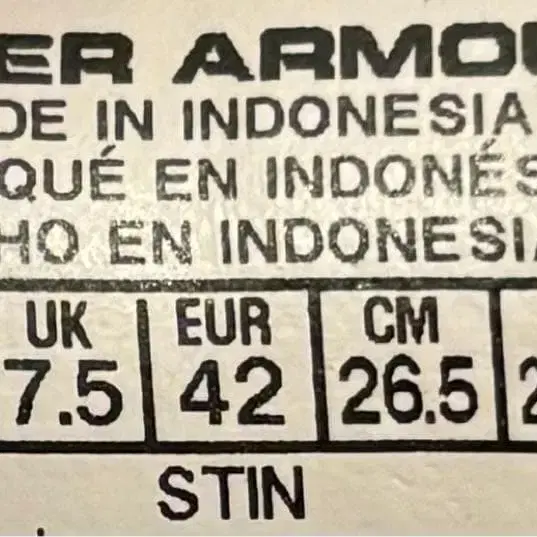 ER ARMOU
DE IN INDONESIA
QUÉ EN INDONÉS
HO EN INDONESIA
UK EUR CM
7.5 42 26.5 2
STIN